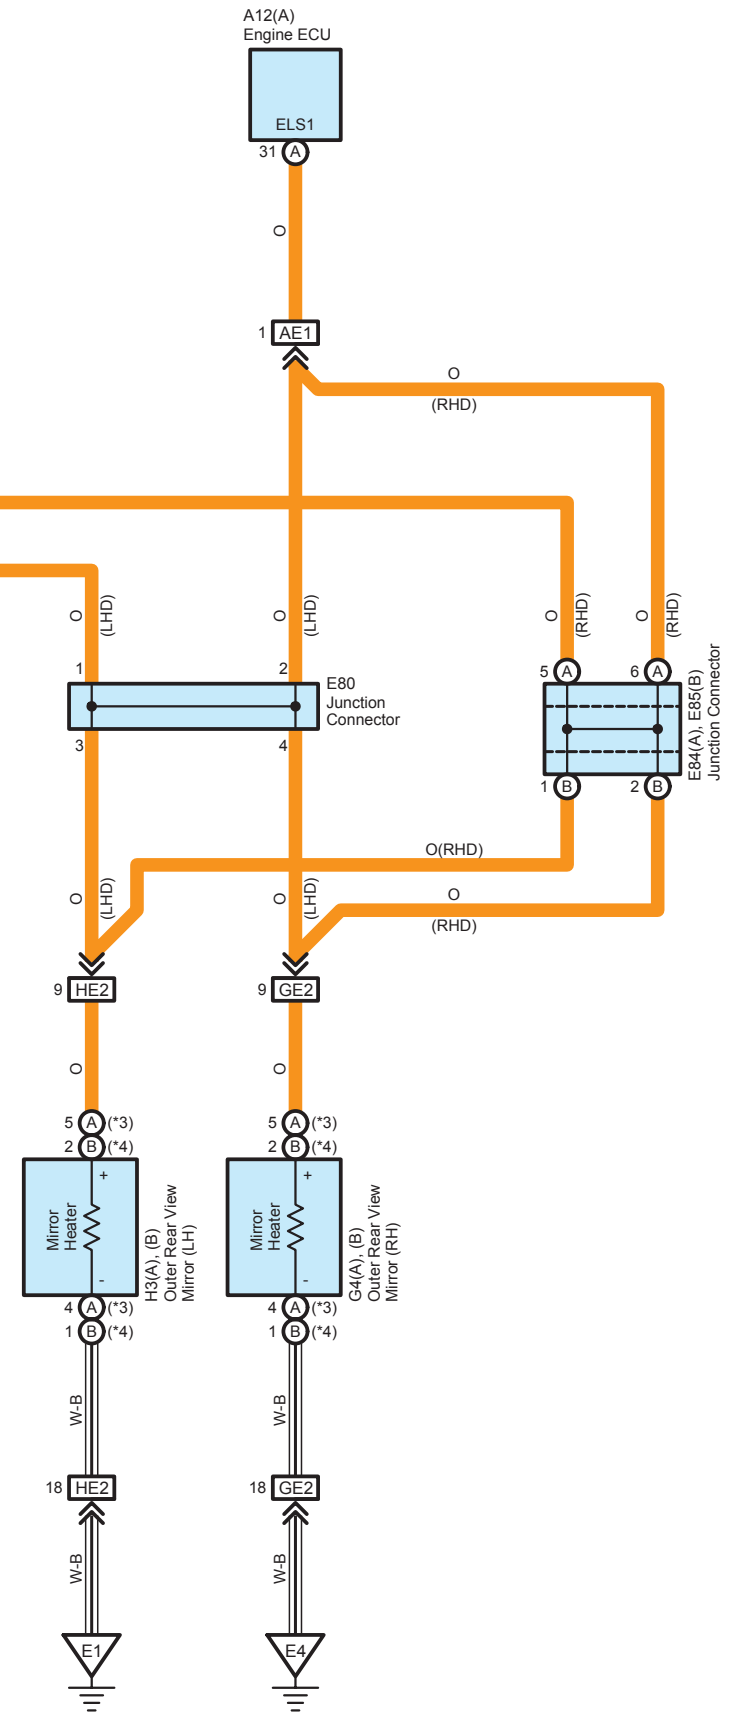 A12(A)
Engine ECU
ELS1
31 A
O
1 AE1
O
(RHD)
O
(LHD)
O
(LHD)
O
(RHD)
O
(RHD)
1
2
5 A
6 A
E80
Junction
Connector
E84(A), E85(B)
Junction Connector
3
4
1 B
2 B
O(RHD)
O
(LHD)
O
(LHD)
O
(RHD)
9 HE2
9 GE2
O
O
5 A (*3)
5 A (*3)
2 B (*4)
2 B (*4)
+
+
Mirror
Heater
H3(A), (B)
Outer Rear View
Mirror (LH)
Mirror
Heater
G4(A), (B)
Outer Rear View
Mirror (RH)
-
-
4 A (*3)
4 A (*3)
1 B (*4)
1 B (*4)
W-B
W-B
18 HE2
18 GE2
W-B
W-B
E1
E4